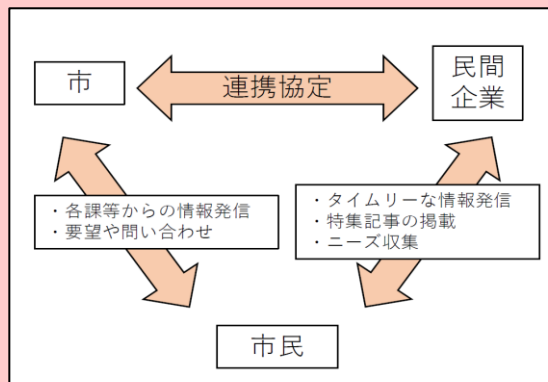 市
連携協定
民間
企業
・各課等からの情報発信
・要望や問い合わせ
・タイムリーな情報発信
・特集記事の掲載
・ニーズ収集
市民